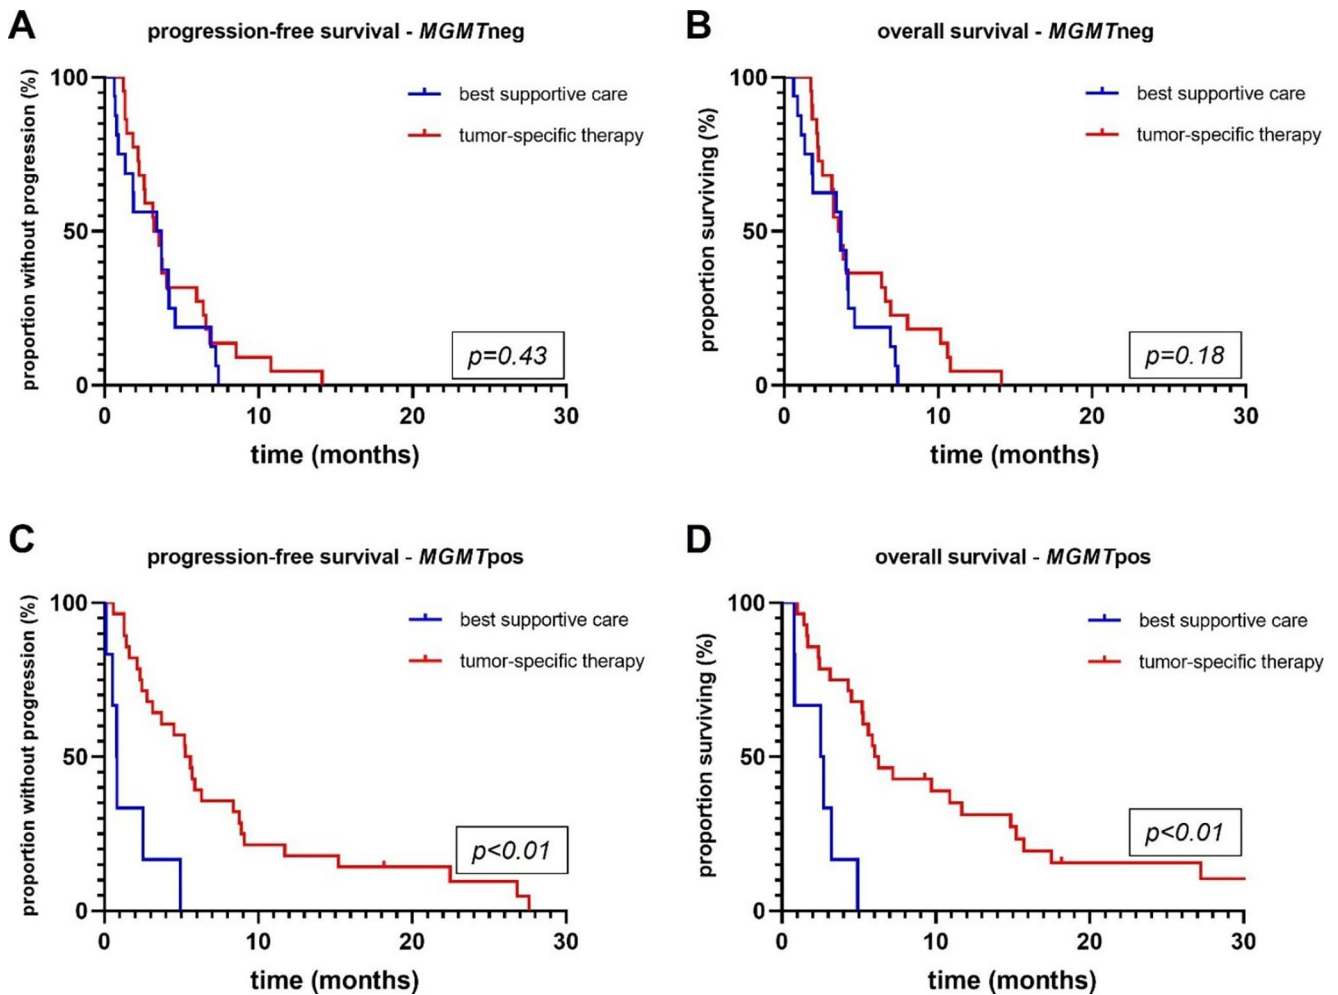 A
progression-free survival - MGMTneg
proportion without progression (%)
100
50
0
best supportive care
tumor-specific therapy
p=0.43
0 10 20 30
time (months)
B
overall survival - MGMTneg
proportion surviving (%)
100
50
0
best supportive care
tumor-specific therapy
p=0.18
0 10 20 30
time (months)
C
progression-free survival - MGMTpos
proportion without progression (%)
100
50
0
best supportive care
tumor-specific therapy
p<0.01
0 10 20 30
time (months)
D
overall survival - MGMTpos
proportion surviving (%)
100
50
0
best supportive care
tumor-specific therapy
p<0.01
0 10 20 30
time (months)